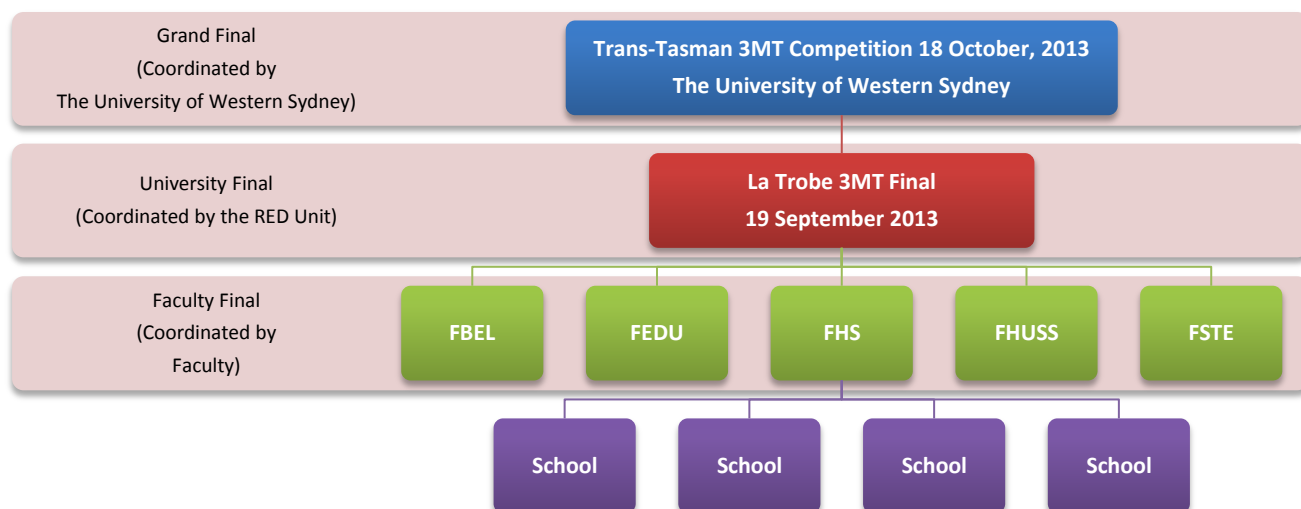 Grand Final
(Coordinated by
The University of Western Sydney)
Trans-Tasman 3MT Competition 18 October, 2013
The University of Western Sydney
University Final
(Coordinated by the RED Unit)
La Trobe 3MT Final
19 September 2013
Faculty Final
(Coordinated by
Faculty)
FBEL
FEDU
FHS
FHUSS
FSTE
School
School
School
School